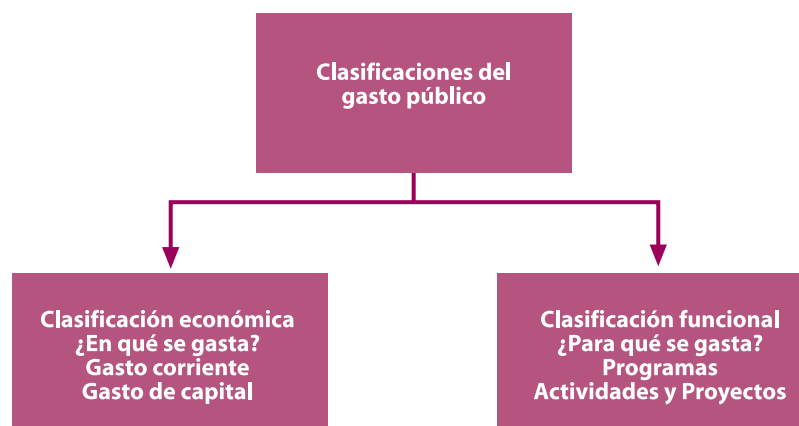 Clasificaciones del
gasto público
Clasificación económica
¿En qué se gasta?
Gasto corriente
Gasto de capital
Clasificación funcional
¿Para qué se gasta?
Programas
Actividades y Proyectos